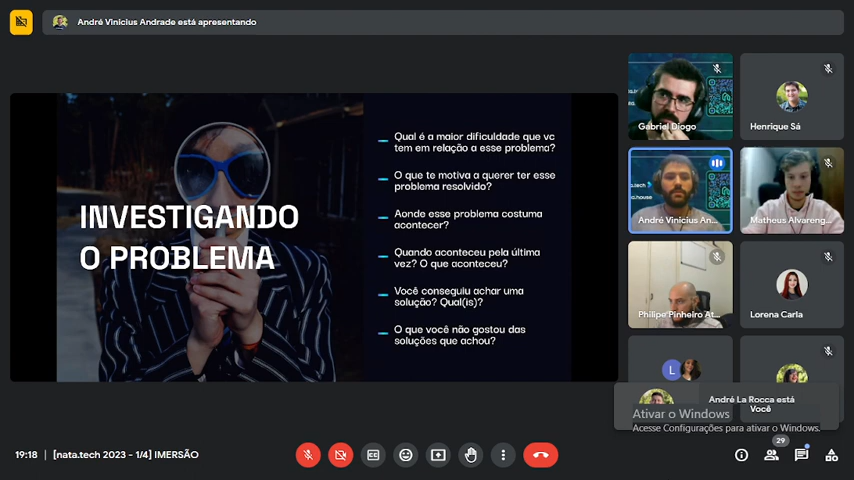 André Vinicius Andrade está apresentando
INVESTIGANDO
O PROBLEMA
Qual é a maior dificuldade que vc
tem em relação a esse problema?
O que te motiva a querer ter esse
problema resolvido?
Aonde esse problema costuma
acontecer?
Quando aconteceu pela última
vez? O que aconteceu?
Você conseguiu achar uma
solução? Qual(is)?
O que você não gostou das
soluções que achou?
Gabriel Diogo
Henrique Sá
André Vinicius An...
Matheus Alvareng...
Philipe Pinheiro At...
Lorena Carla
L
André La Rocca está
Você
Ativar o Windows
Acesse Configurações para ativar o Windows.
19:18 | [nata.tech 2023 - 1/4] IMERSÃO
29